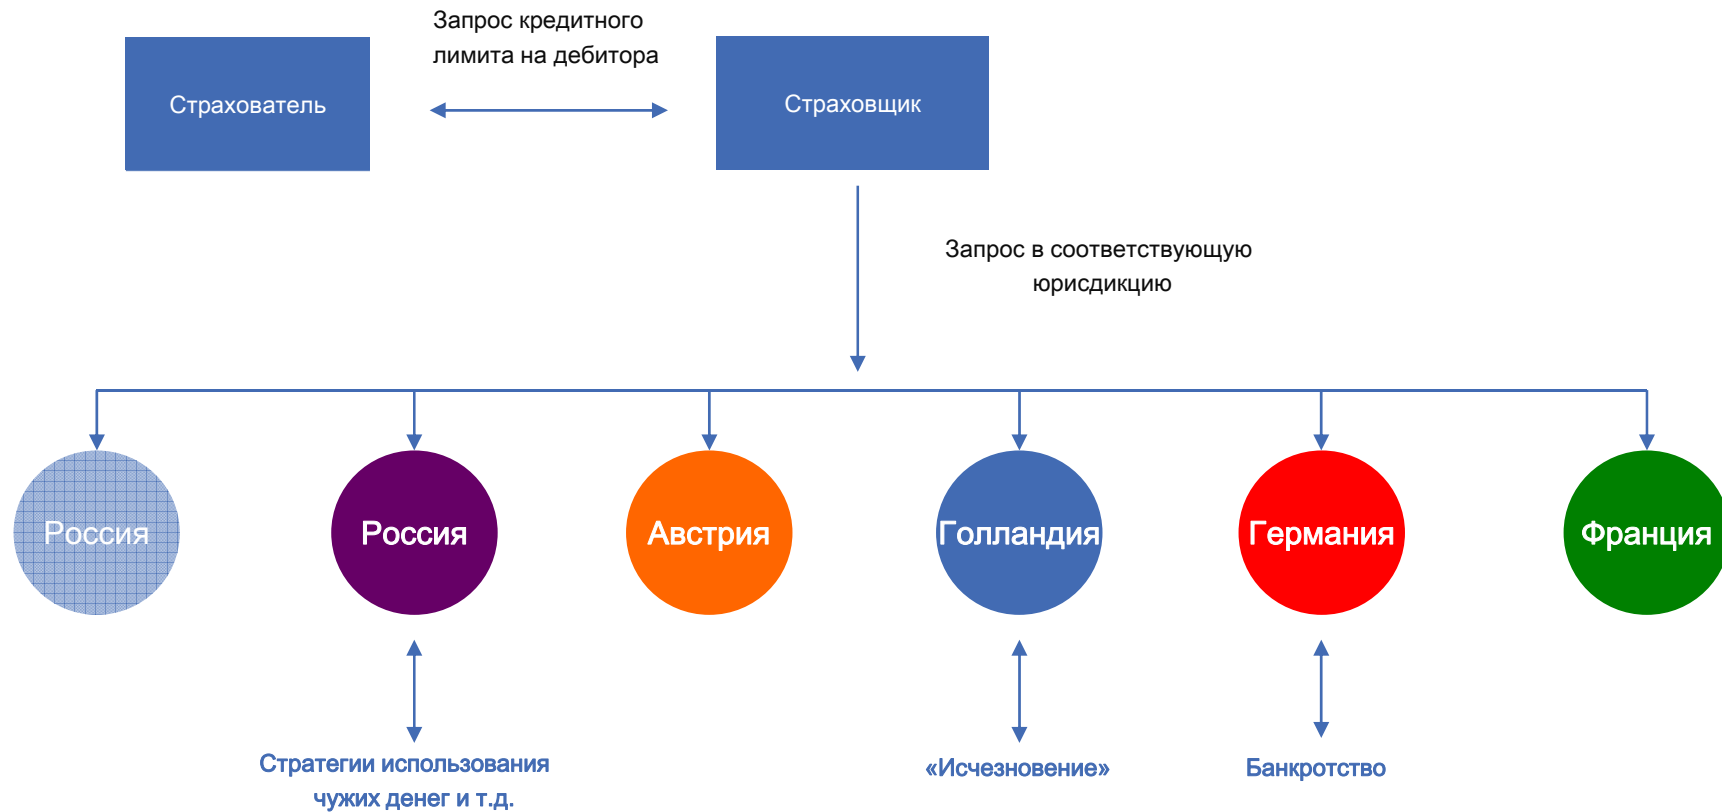 Запрос кредитного
лимита на дебитора
Страхователь
Страховщик
Запрос в соответствующую
юрисдикцию
Россия
Россия
Австрия
Голландия
Германия
Франция
Стратегии использования
чужих денег и т.д.
«Исчезновение»
Банкротство